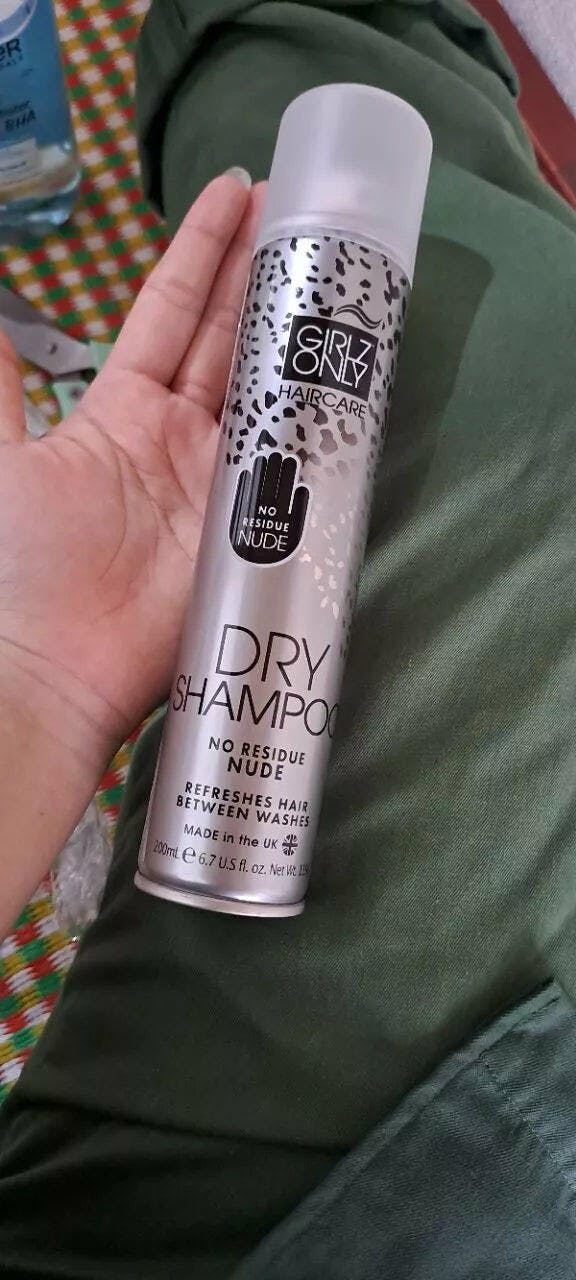 BHA
GIRLZ
ONLY
HAIRCARE
NO
RESIDUE
NUDE
DRY
SHAMPOO
NO RESIDUE
NUDE
REFRESHES HAIR
BETWEEN WASHES
MADE in the UK
200mL e 6.7 U.S fl. oz. Net Wt.